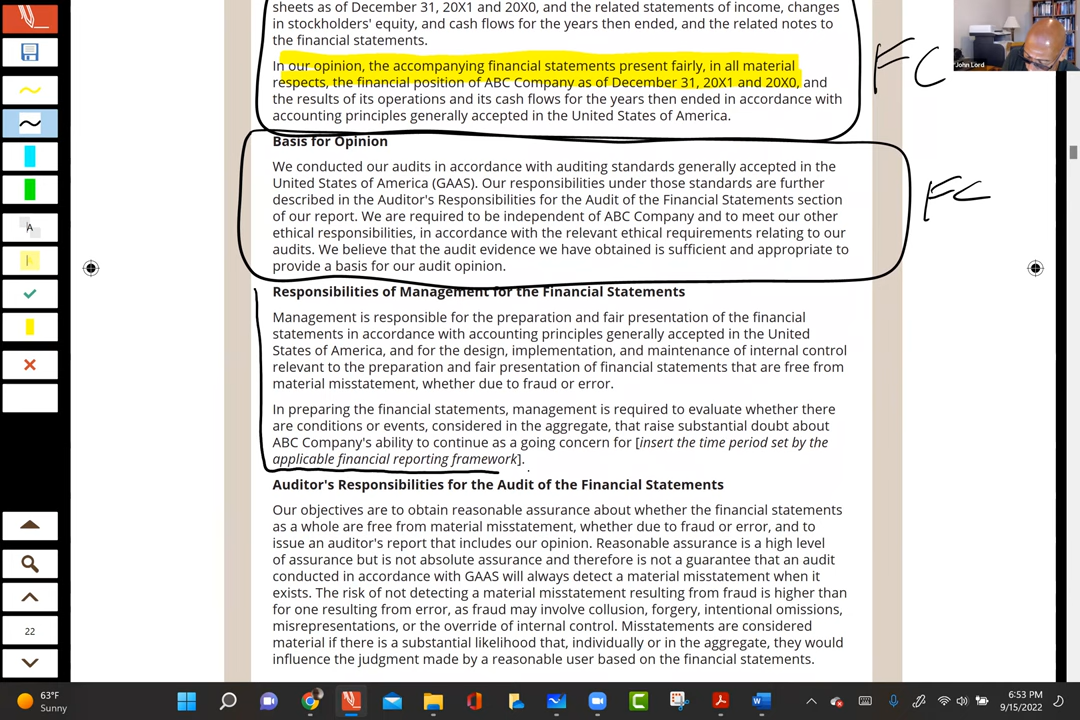 sheets as of December 31, 20X1 and 20X0, and the related statements of income, changes
in stockholders' equity, and cash flows for the years then ended, and the related notes to
the financial statements.
In our opinion, the accompanying financial statements present fairly, in all material
respects, the financial position of ABC Company as of December 31, 20X1 and 20X0, and
the results of its operations and its cash flows for the years then ended in accordance with
accounting principles generally accepted in the United States of America.
FC
John Lord
Basis for Opinion
We conducted our audits in accordance with auditing standards generally accepted in the
United States of America (GAAS). Our responsibilities under those standards are further
described in the Auditor's Responsibilities for the Audit of the Financial Statements section
of our report. We are required to be independent of ABC Company and to meet our other
ethical responsibilities, in accordance with the relevant ethical requirements relating to our
audits. We believe that the audit evidence we have obtained is sufficient and appropriate to
provide a basis for our audit opinion.
FC
A
A
Responsibilities of Management for the Financial Statements
Management is responsible for the preparation and fair presentation of the financial
statements in accordance with accounting principles generally accepted in the United
States of America, and for the design, implementation, and maintenance of internal control
relevant to the preparation and fair presentation of financial statements that are free from
material misstatement, whether due to fraud or error.
In preparing the financial statements, management is required to evaluate whether there
are conditions or events, considered in the aggregate, that raise substantial doubt about
ABC Company's ability to continue as a going concern for [insert the time period set by the
applicable financial reporting framework].
Auditor's Responsibilities for the Audit of the Financial Statements
Our objectives are to obtain reasonable assurance about whether the financial statements
as a whole are free from material misstatement, whether due to fraud or error, and to
issue an auditor's report that includes our opinion. Reasonable assurance is a high level
of assurance but is not absolute assurance and therefore is not a guarantee that an audit
conducted in accordance with GAAS will always detect a material misstatement when it
exists. The risk of not detecting a material misstatement resulting from fraud is higher than
for one resulting from error, as fraud may involve collusion, forgery, intentional omissions,
misrepresentations, or the override of internal control. Misstatements are considered
material if there is a substantial likelihood that, individually or in the aggregate, they would
influence the judgment made by a reasonable user based on the financial statements.
22
63°F
Sunny
6:53 PM
9/15/2022